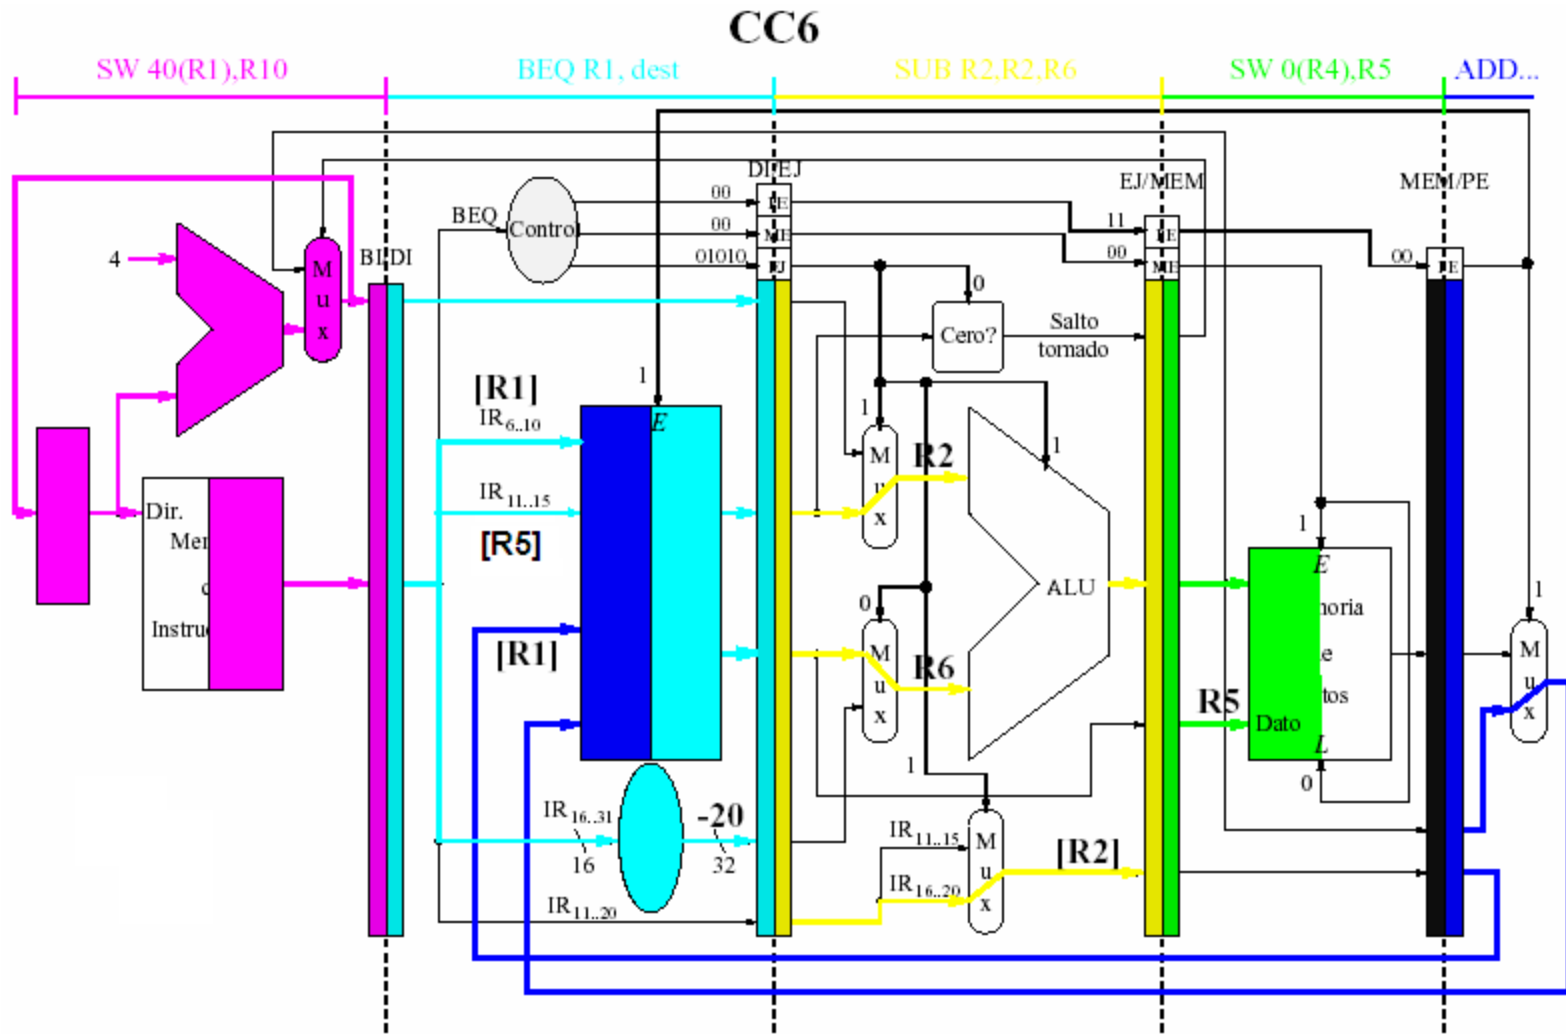 CC6
SW 40(R1),R10
BEQ R1, dest
SUB R2,R2,R6
SW 0(R4),R5
ADD...
DI/EJ
EJ/MEM
MEM/PE
BEQ
Control
00
PE
00
ME
01010
EJ
11
PE
00
ME
00
PE
4
M
u
x
BI/DI
0
Cero?
Salto
tomado
[R1]
IR6..10
1
E
1
M
u
x
R2
1
IR11..15
[R5]
Dir.
Mer
Instru
ALU
1
E
noria
e
tos
0
M
u
x
R6
1
M
u
x
[R1]
R5
Dato
L
0
1
IR16..31
16
-20
32
IR11..15
IR16..20
M
u
x
[R2]
IR11..20